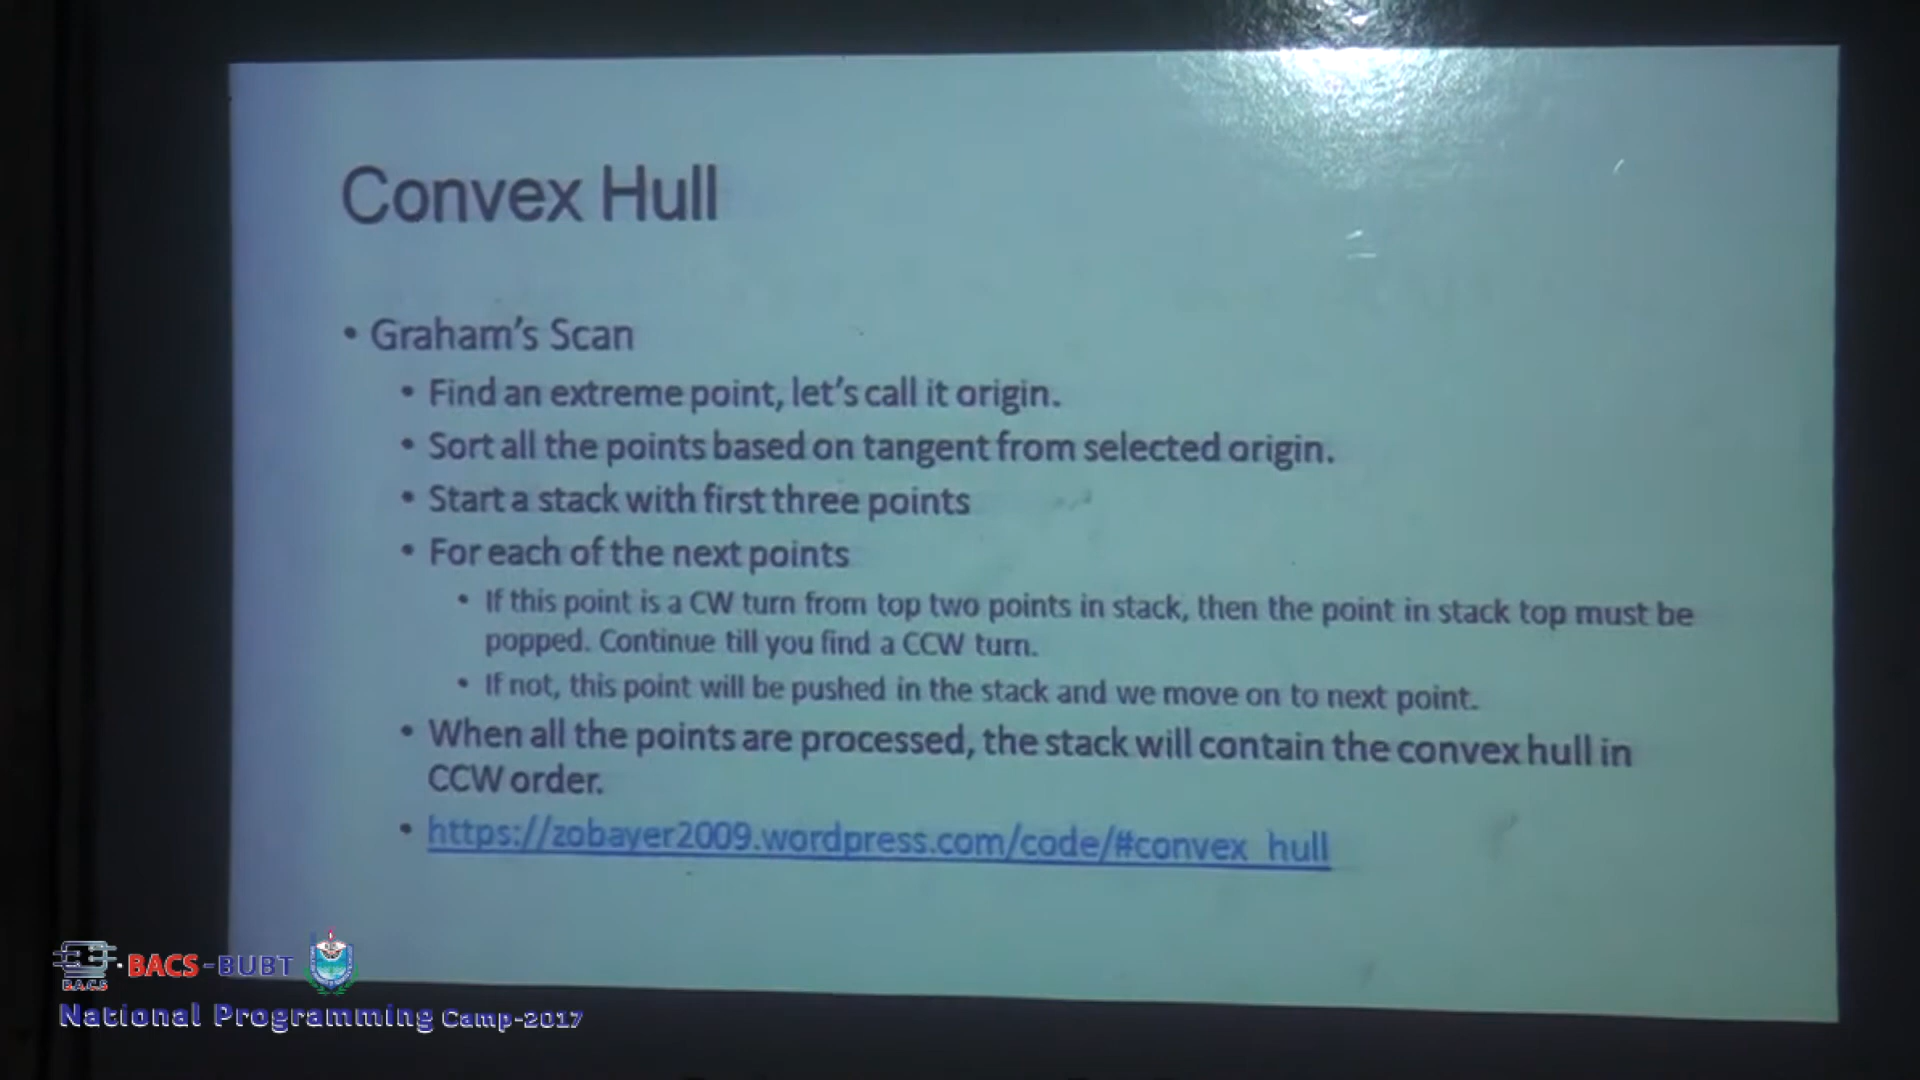 Convex Hull
• Graham's Scan
• Find an extreme point, let's call it origin.
• Sort all the points based on tangent from selected origin.
• Start a stack with first three points
• For each of the next points
• If this point is a CW turn from top two points in stack, then the point in stack top must be
popped. Continue till you find a CCW turn.
• If not, this point will be pushed in the stack and we move on to next point.
• When all the points are processed, the stack will contain the convex hull in
CCW order.
• https://zobayer2009.wordpress.com/code/#convex_hull
B.A.C.S
BACS-BUBT
National Programming Camp-2017